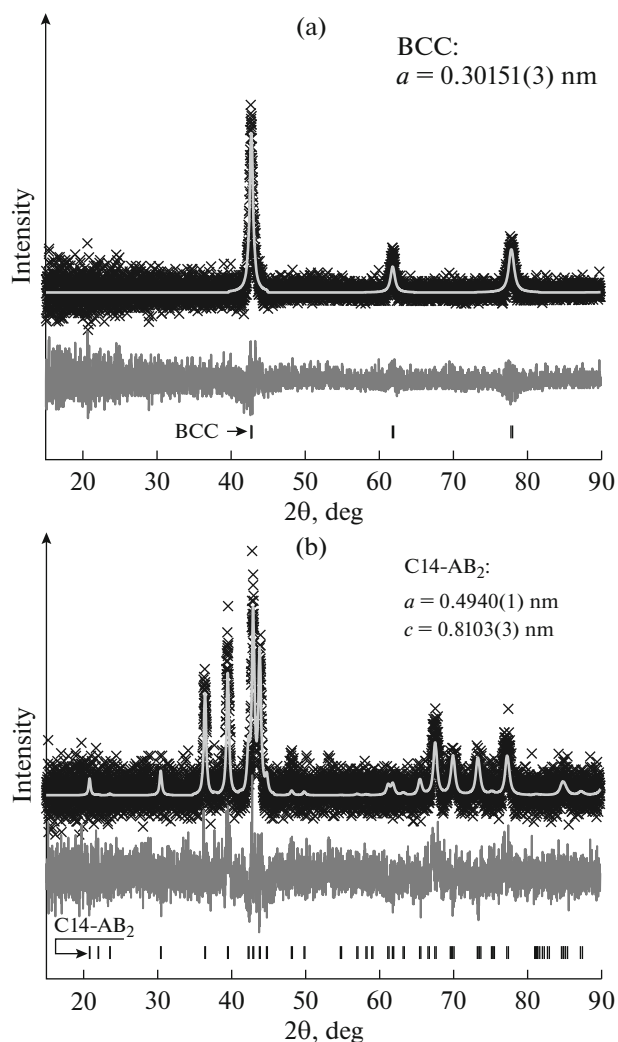 (a)
BCC:
a = 0.30151(3) nm
Intensity
BCC
20 30 40 50 60 70 80 90
2θ, deg
(b)
C14-AB₂:
a = 0.4940(1) nm
c = 0.8103(3) nm
Intensity
C14-AB₂
20 30 40 50 60 70 80 90
2θ, deg